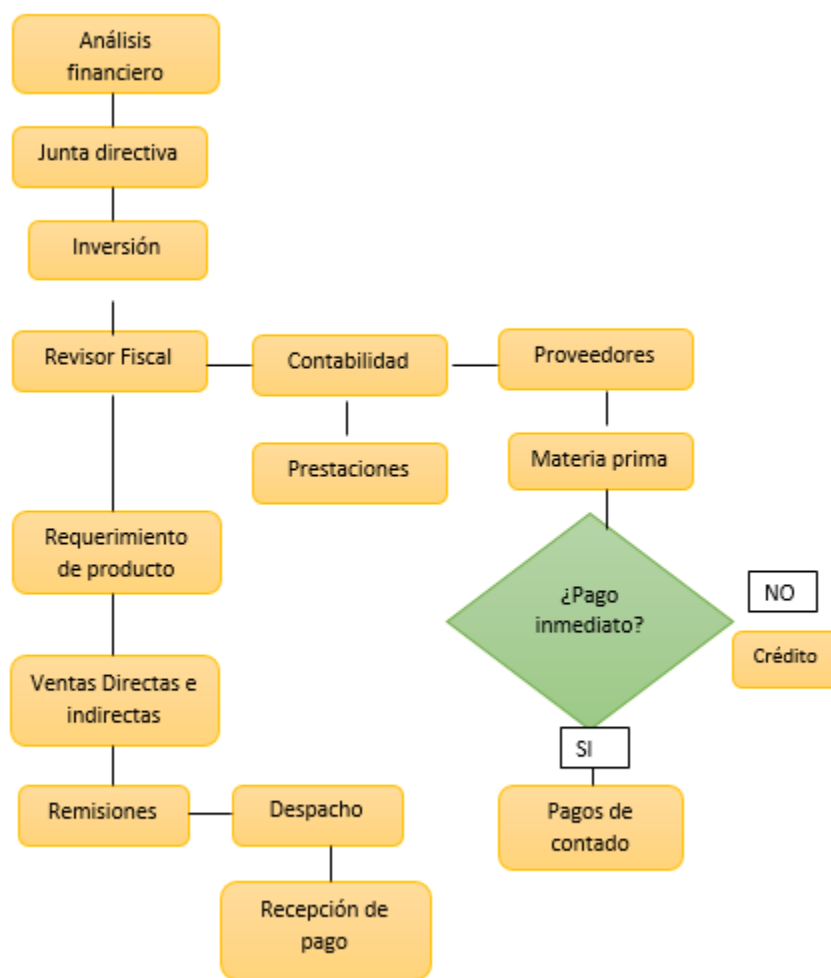 Análisis
financiero
Junta directiva
Inversión
Revisor Fiscal
Contabilidad
Proveedores
Prestaciones
Materia prima
Requerimiento
de producto
¿Pago
inmediato?
NO
Crédito
Ventas Directas e
indirectas
SI
Remisiones
Despacho
Pagos de
contado
Recepción de
pago